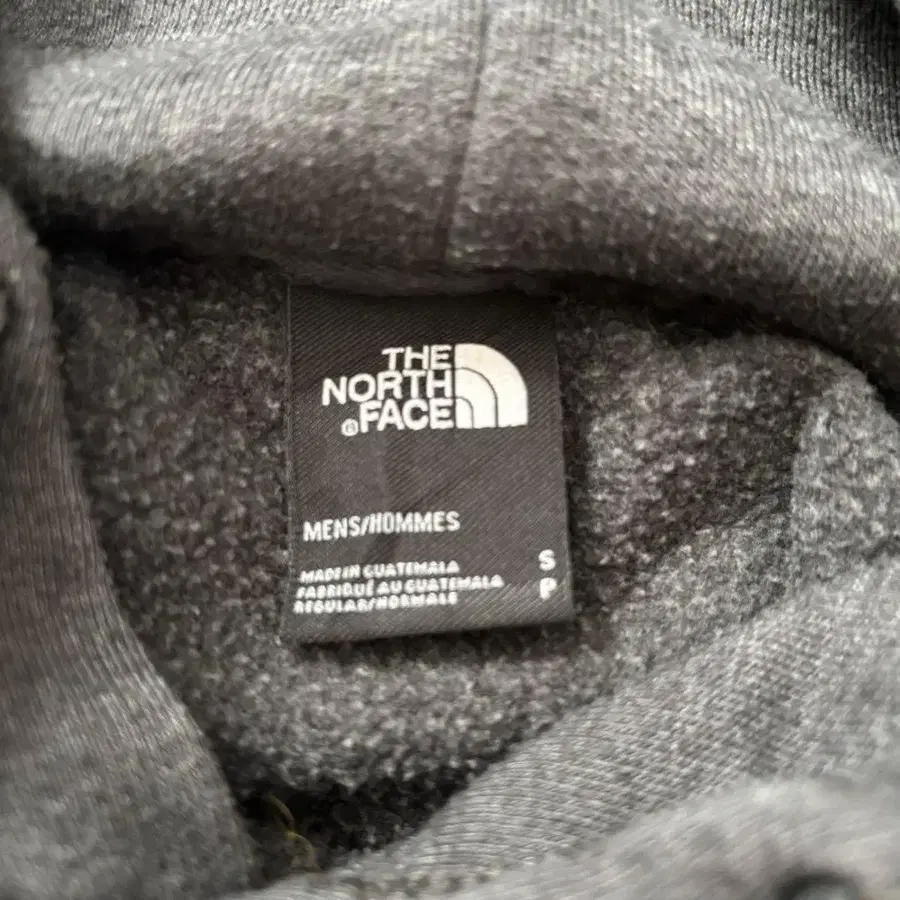 THE
NORTH
®FACE
MENS/HOMMES
MADE IN GUATEMALA
FABRIQUÉ AU GUATEMALA
REGULAR/NORMALE
S
P